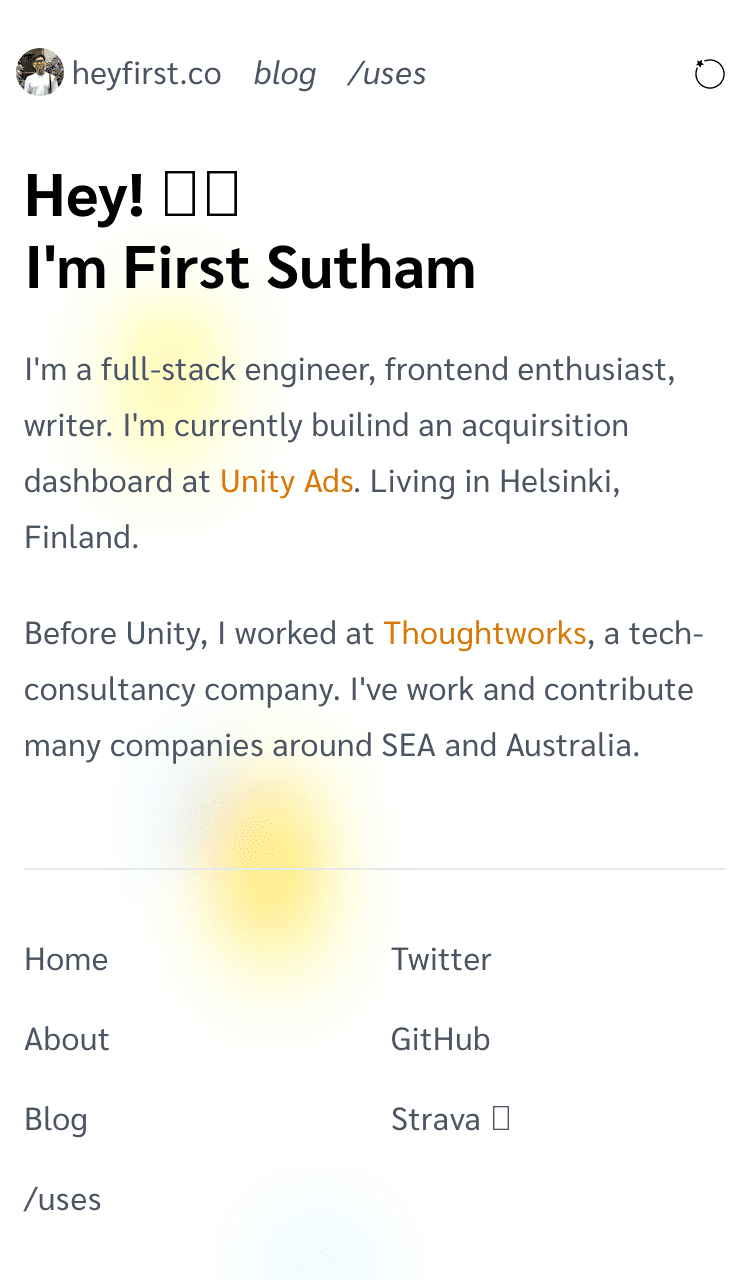 heyfirst.co blog /uses
Hey!
I'm First Sutham
I'm a full-stack engineer, frontend enthusiast,
writer. I'm currently builind an acquirsition
dashboard at Unity Ads. Living in Helsinki,
Finland.
Before Unity, I worked at Thoughtworks, a tech-
consultancy company. I've work and contribute
many companies around SEA and Australia.
Home
About
Blog
/uses
Twitter
GitHub
Strava